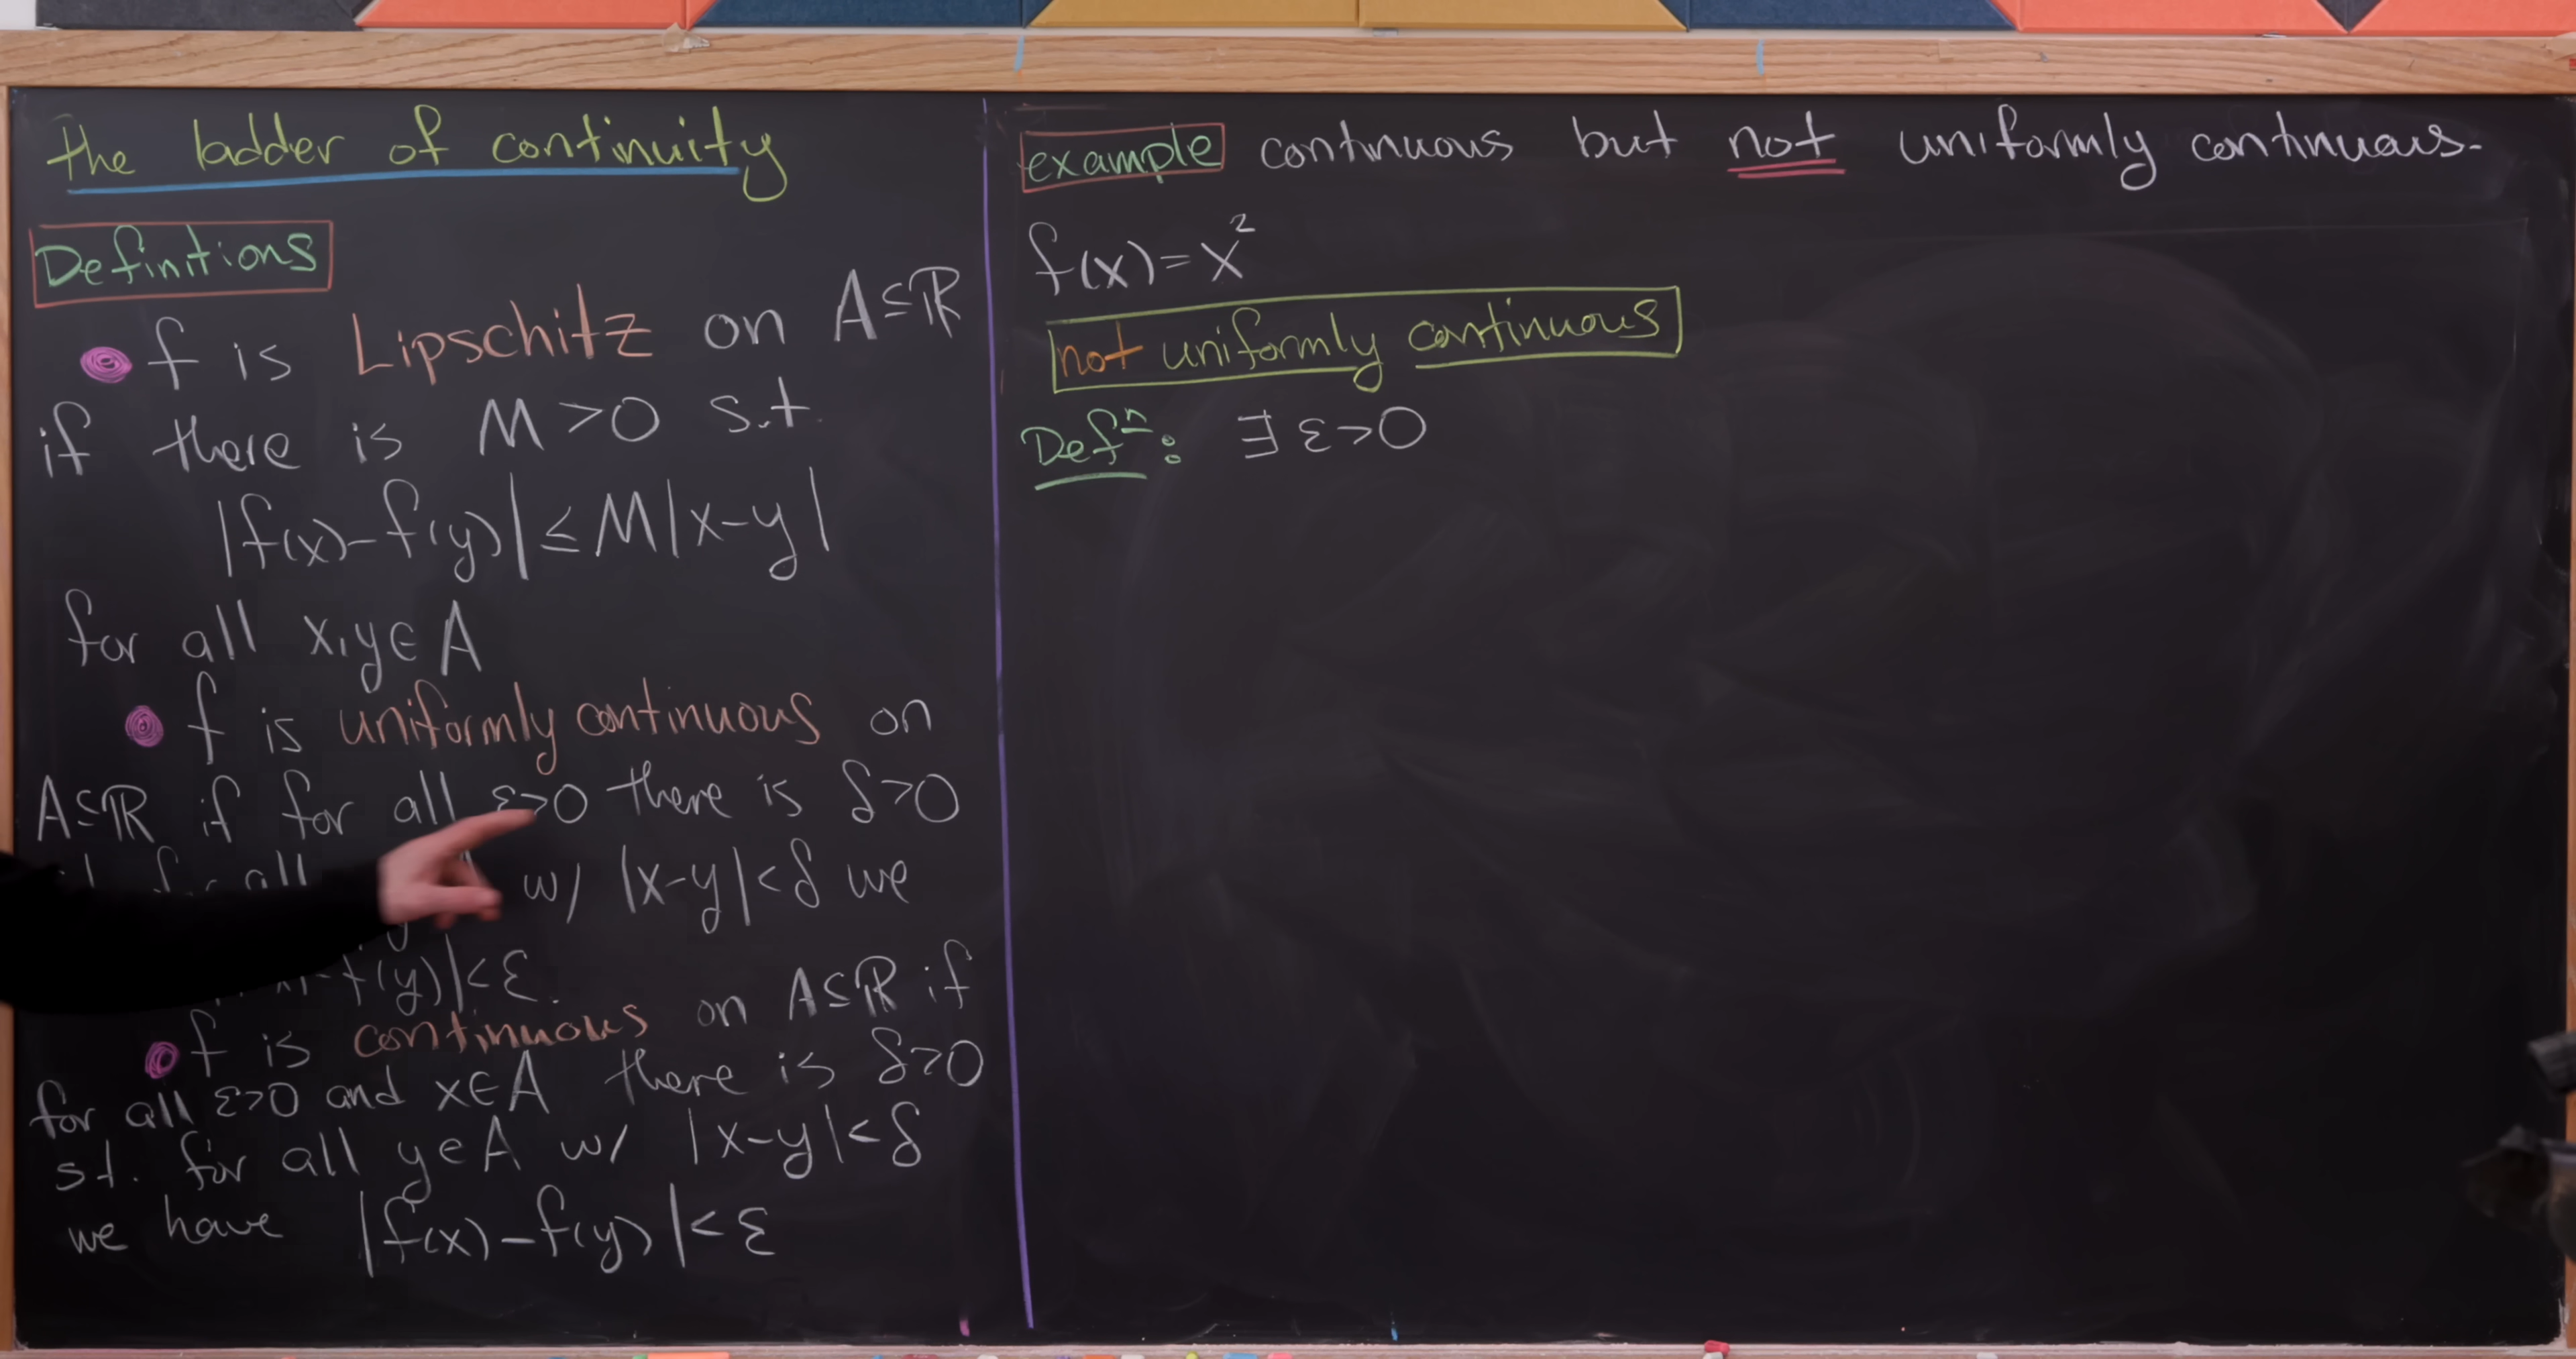 the ladder of continuity
Definitions
• f is Lipschitz on A⊆ℝ
if there is M>0 s.t.
|f(x)-f(y)|≤M|x-y|
for all x,y∈A
• f is uniformly continuous on
A⊆ℝ if for all ε>0 there is δ>0
all w/ |x-y|<δ we
f(y)|<ε.
• f is continuous on A⊆ℝ if
for all ε>0 and x∈A there is δ>0
s.t. for all y∈A w/ |x-y|<δ
we have |f(x)-f(y)|<ε
example continuous but not uniformly continuous.
f(x)=x²
not uniformly continuous
Defⁿ: ∃ε>0